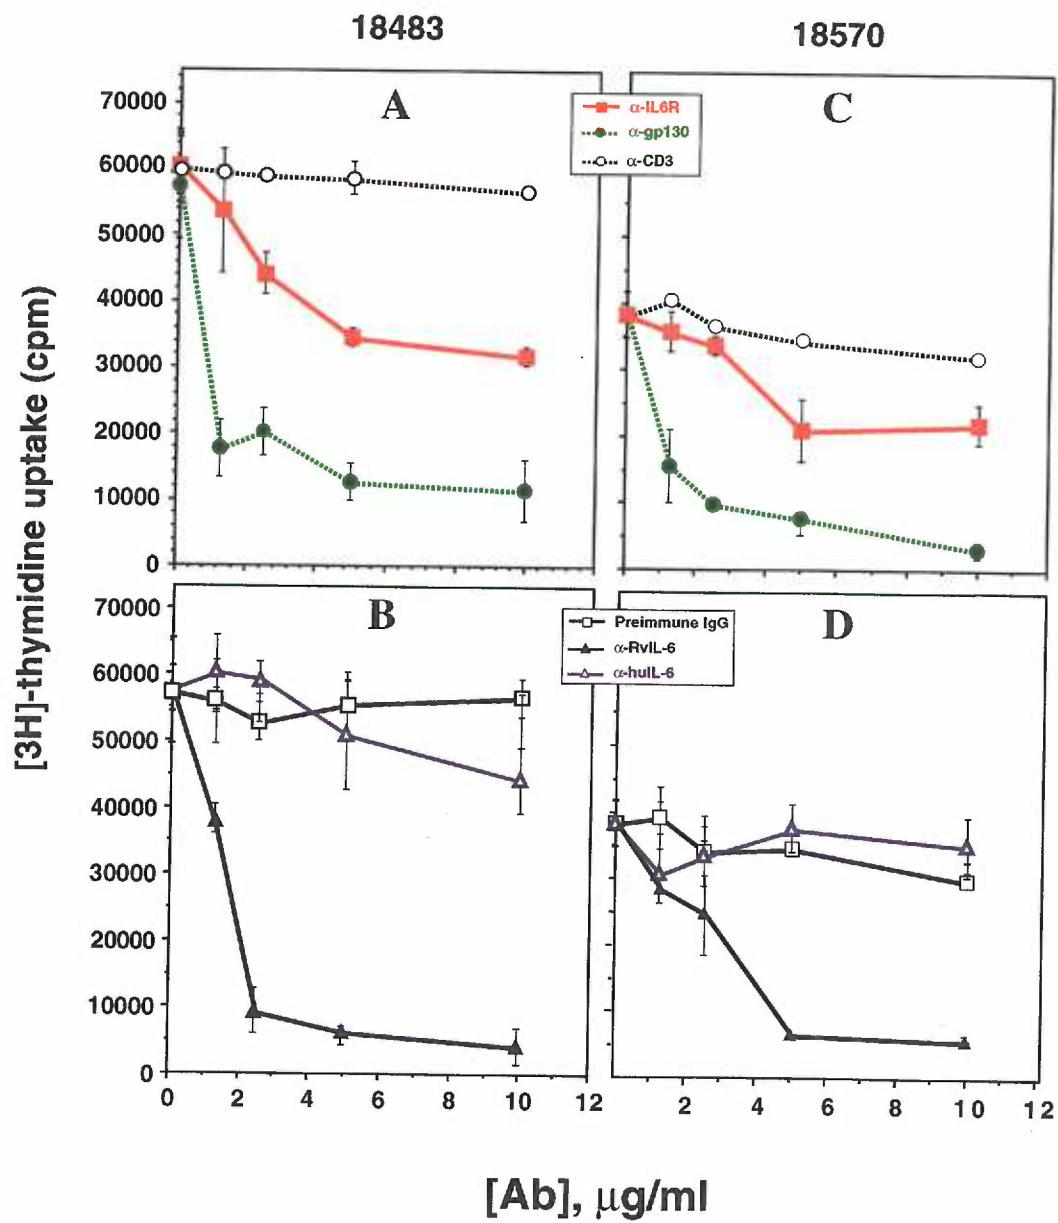 18483
18570
A
C
α-IL6R
α-gp130
α-CD3
70000
60000
50000
40000
30000
20000
10000
0
[3H]-thymidine uptake (cpm)
B
D
Preimmune IgG
α-RvIL-6
α-huIL-6
70000
60000
50000
40000
30000
20000
10000
0
0 2 4 6 8 10 12
2 4 6 8 10 12
[Ab], μg/ml